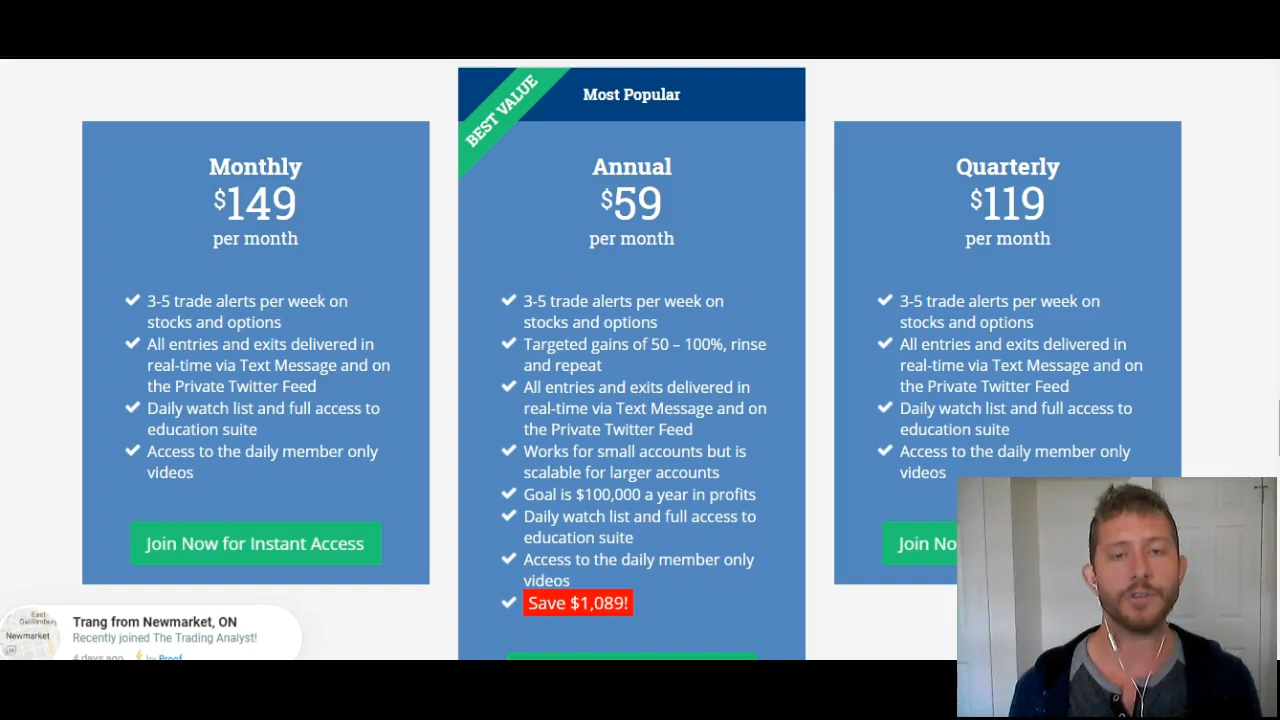 Monthly
$149
per month
3-5 trade alerts per week on
stocks and options
All entries and exits delivered in
real-time via Text Message and on
the Private Twitter Feed
Daily watch list and full access to
education suite
Access to the daily member only
videos
Join Now for Instant Access
BEST VALUE
Most Popular
Annual
$59
per month
3-5 trade alerts per week on
stocks and options
Targeted gains of 50 – 100%, rinse
and repeat
All entries and exits delivered in
real-time via Text Message and on
the Private Twitter Feed
Works for small accounts but is
scalable for larger accounts
Goal is $100,000 a year in profits
Daily watch list and full access to
education suite
Access to the daily member only
videos
Save $1,089!
Quarterly
$119
per month
3-5 trade alerts per week on
stocks and options
All entries and exits delivered in
real-time via Text Message and on
the Private Twitter Feed
Daily watch list and full access to
education suite
Access to the daily member only
videos
Join No
East
Gwillimbury
Newmarket
Trang from Newmarket, ON
Recently joined The Trading Analyst!
4 days ago by Proof